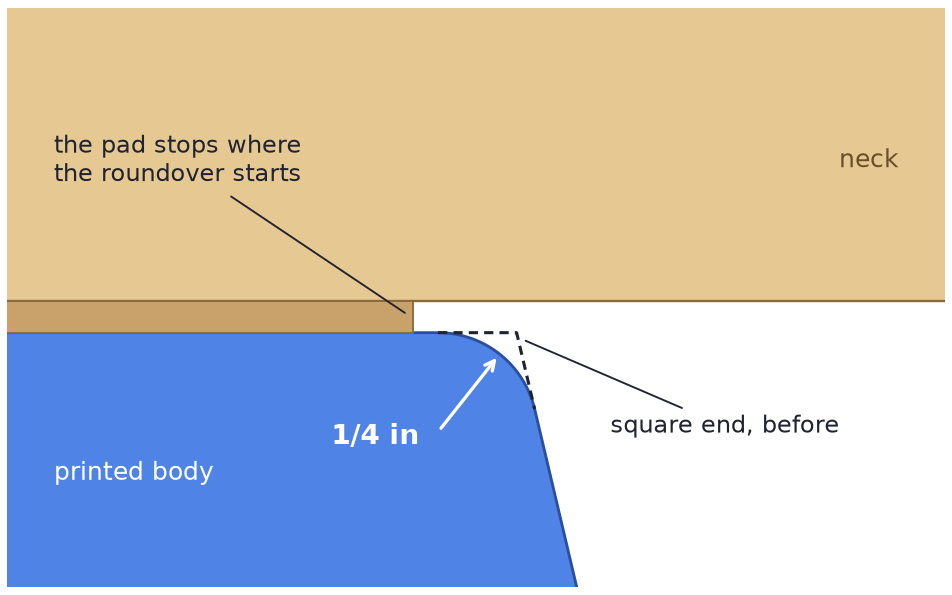 the pad stops where
the roundover starts
neck
square end, before
1/4 in
printed body